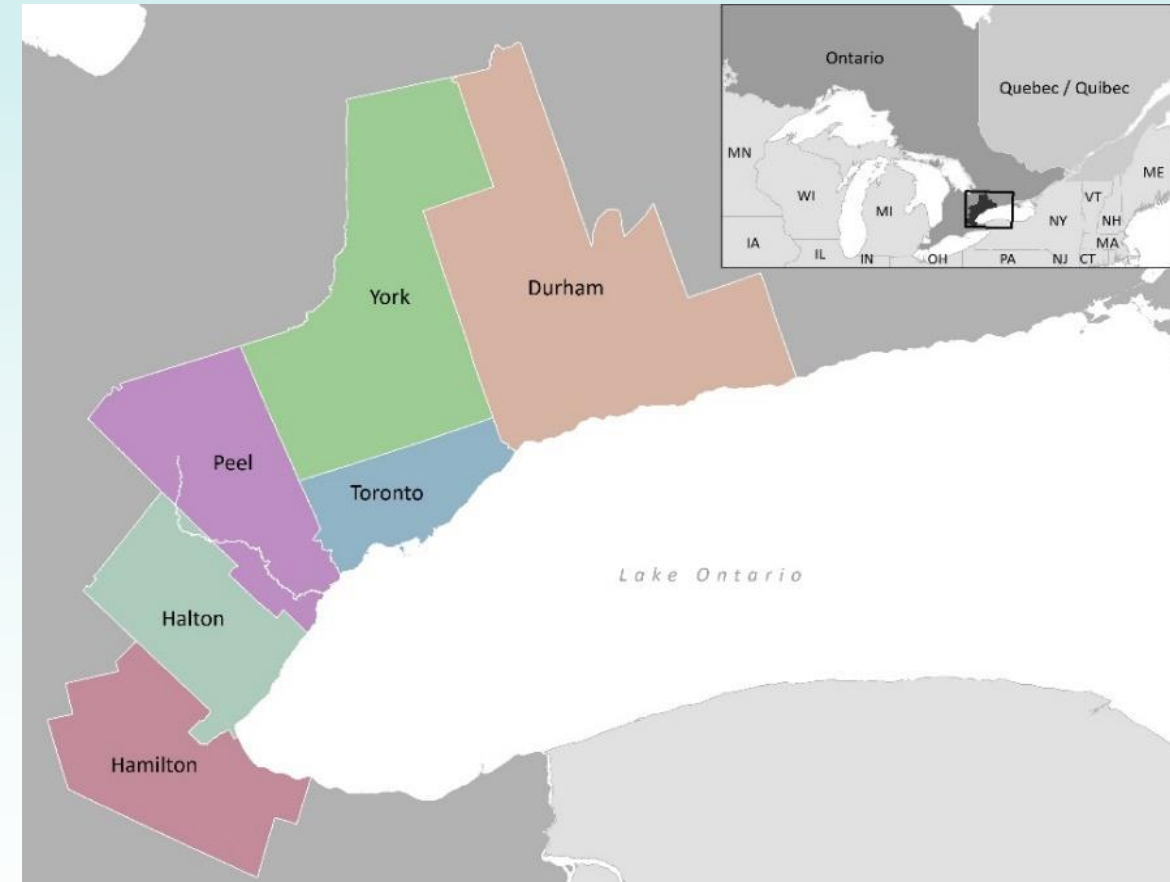 Ontario
Quebec / Quibec
MN
WI
MI
IA
IL
IN
OH
PA
NY
NJ
CT
VT
NH
MA
ME
York
Durham
Peel
Toronto
Lake Ontario
Halton
Hamilton